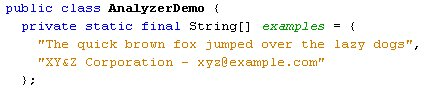 public class AnalyzerDemo {
private static final String[] examples = {
"The quick brown fox jumped over the lazy dogs",
"XY&Z Corporation - xyz@example.com"
};